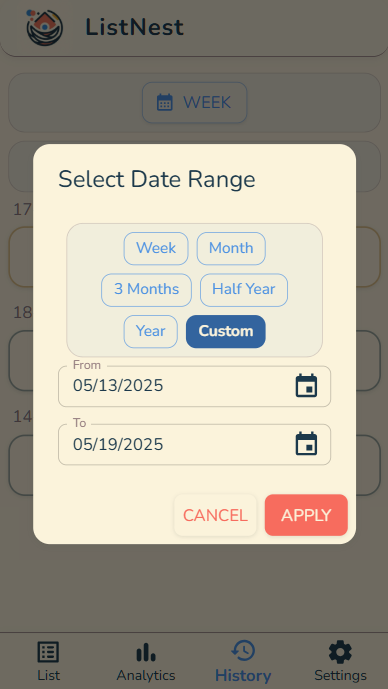 ListNest
WEEK
Select Date Range
17
Week Month
3 Months Half Year
18
Year Custom
From
05/13/2025
14
To
05/19/2025
CANCEL APPLY
List Analytics History Settings